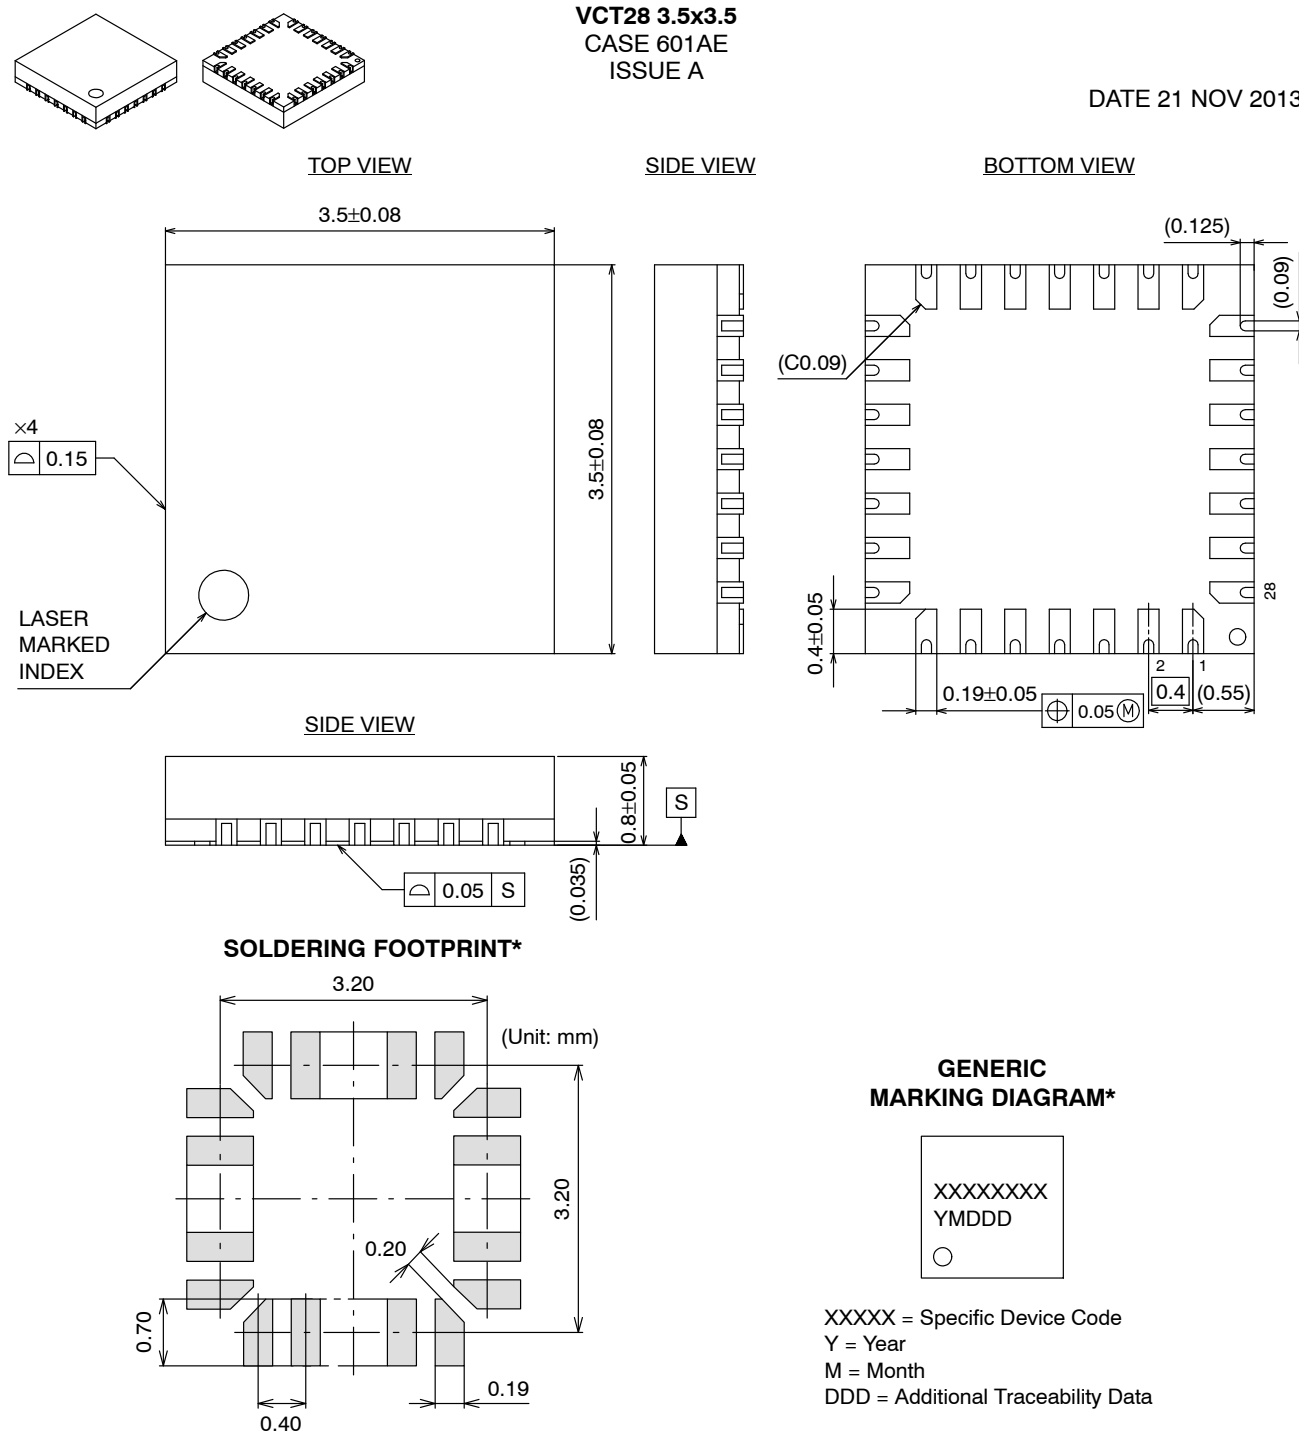 VCT28 3.5x3.5
CASE 601AE
ISSUE A
DATE 21 NOV 2013
TOP VIEW
SIDE VIEW
BOTTOM VIEW
3.5±0.08
(0.125)
(0.09)
(C0.09)
3.5±0.08
×4
0.15
LASER
MARKED
INDEX
0.4±0.05
28
2
1
0.19±0.05
0.05 Ⓜ
0.4
(0.55)
SIDE VIEW
0.8±0.05
S
0.05 S
(0.035)
SOLDERING FOOTPRINT*
3.20
(Unit: mm)
3.20
0.20
0.70
0.19
0.40
GENERIC
MARKING DIAGRAM*
XXXXXXXX
YMDDD
XXXXX = Specific Device Code
Y = Year
M = Month
DDD = Additional Traceability Data